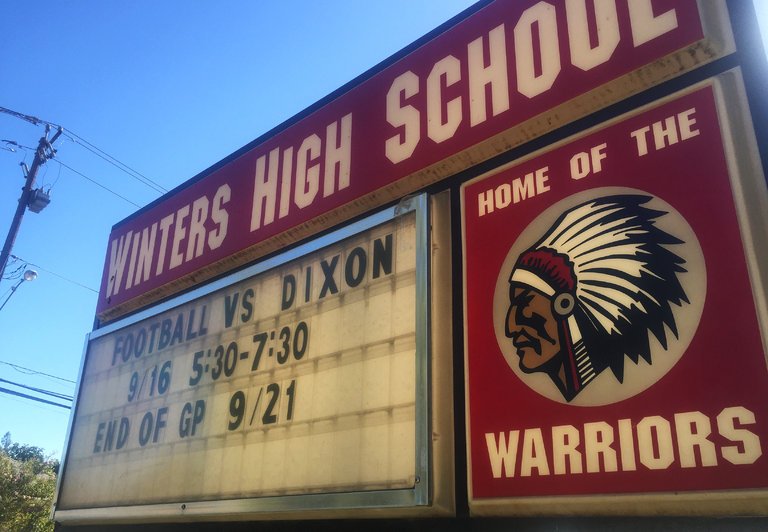 WINTERS HIGH SCHOOL
FOOTBALL VS DIXON
9/16 5:30-7:30
END OF GP 9/21
HOME OF THE
WARRIORS